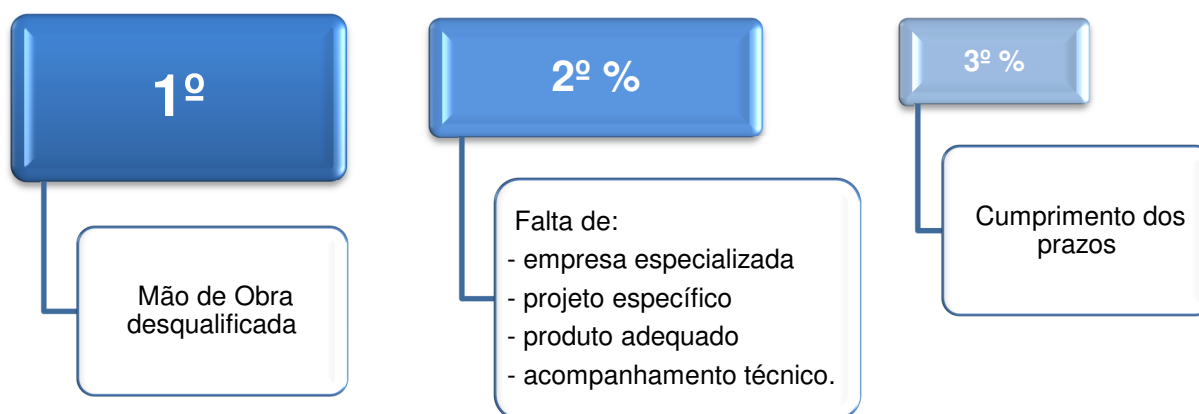 1º
Mão de Obra
desqualificada
2º %
Falta de:
- empresa especializada
- projeto específico
- produto adequado
- acompanhamento técnico.
3º %
Cumprimento dos
prazos